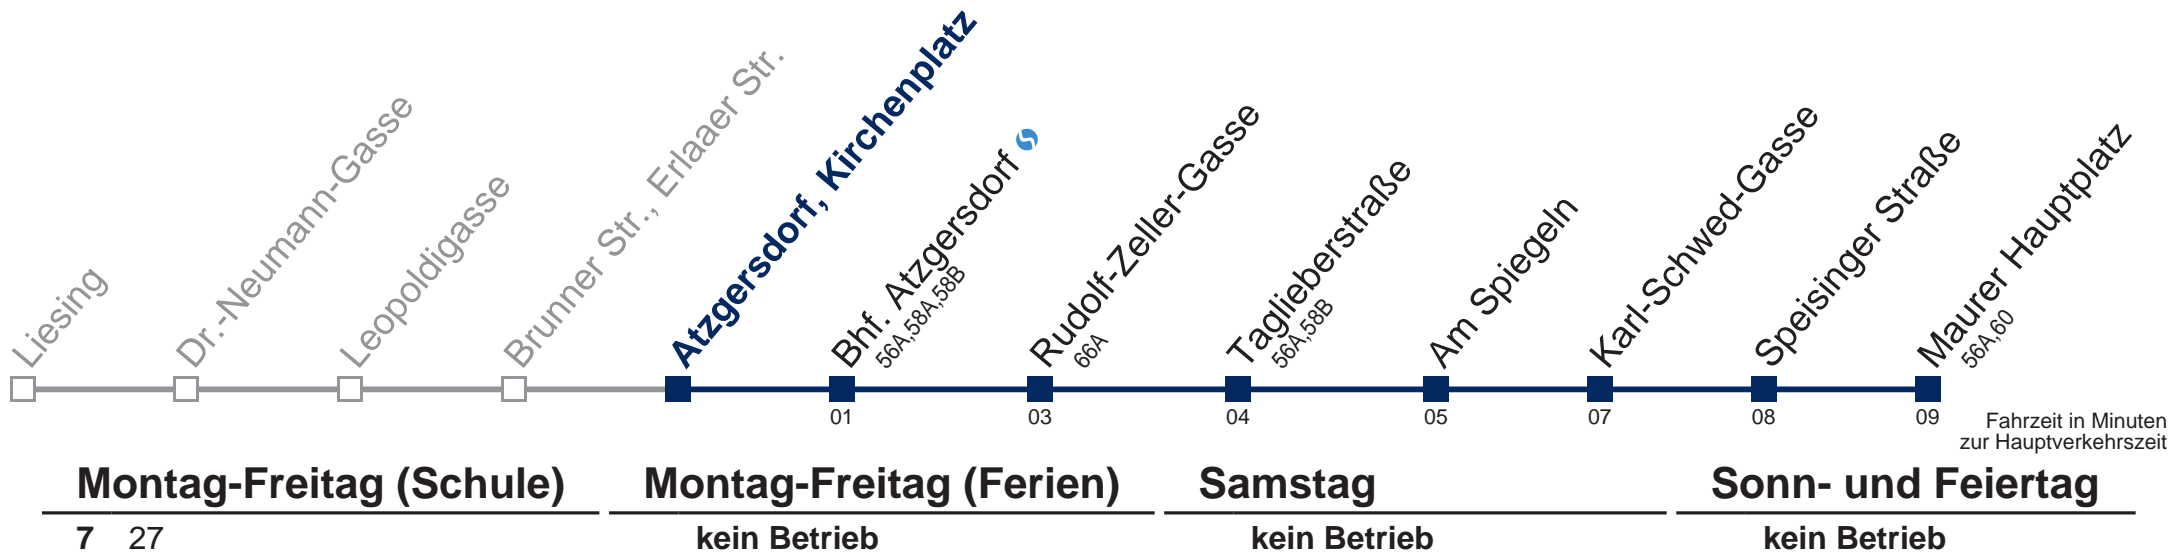 Liesing
Dr.-Neumann-Gasse
Leopoldigasse
Brunner Str., Erlaaer Str.
Atzgersdorf, Kirchenplatz
Bhf. Atzgersdorf
56A,58A,58B
Rudolf-Zeller-Gasse
66A
Taglieberstraße
56A,58B
Am Spiegeln
Karl-Schwed-Gasse
Speisinger Straße
Maurer Hauptplatz
56A,60
01 03 04 05 07 08 09
Fahrzeit in Minuten
zur Hauptverkehrszeit
Montag-Freitag (Schule) Montag-Freitag (Ferien) Samstag Sonn- und Feiertag
7 27 kein Betrieb kein Betrieb kein Betrieb